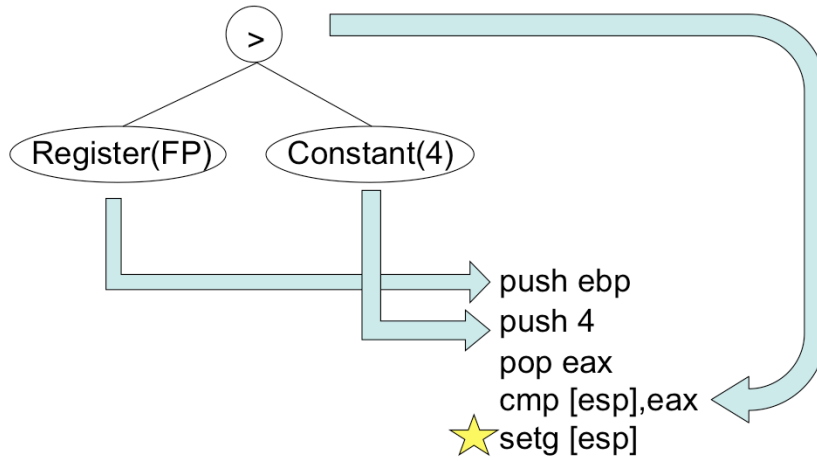 >
Register(FP)
Constant(4)
push ebp
push 4
pop eax
cmp [esp],eax
setg [esp]